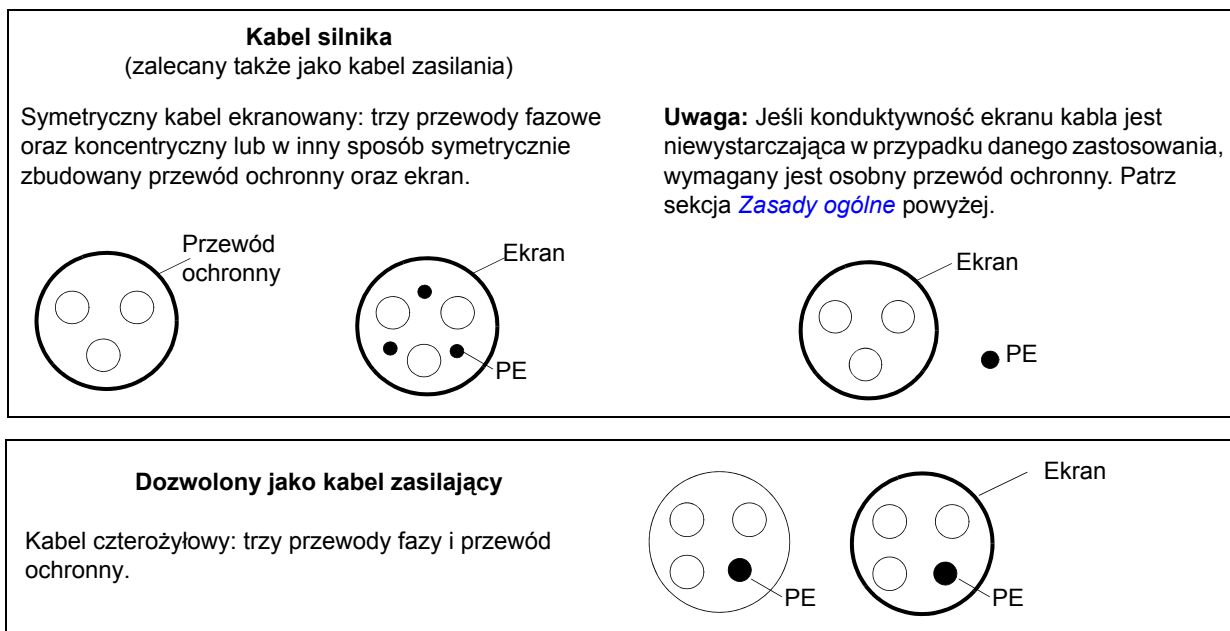 Kabel silnika
(zalecany także jako kabel zasilania)
Symetryczny kabel ekranowany: trzy przewody fazowe
oraz koncentryczny lub w inny sposób symetrycznie
zbudowany przewód ochronny oraz ekran.
Uwaga: Jeśli konduktywność ekranu kabla jest
niewystarczająca w przypadku danego zastosowania,
wymagany jest osobny przewód ochronny. Patrz
sekcja Zasady ogólne powyżej.
Przewód
ochronny
Ekran
PE
Ekran
PE
Dozwolony jako kabel zasilający
Kabel czterożyłowy: trzy przewody fazy i przewód
ochronny.
PE
Ekran
PE